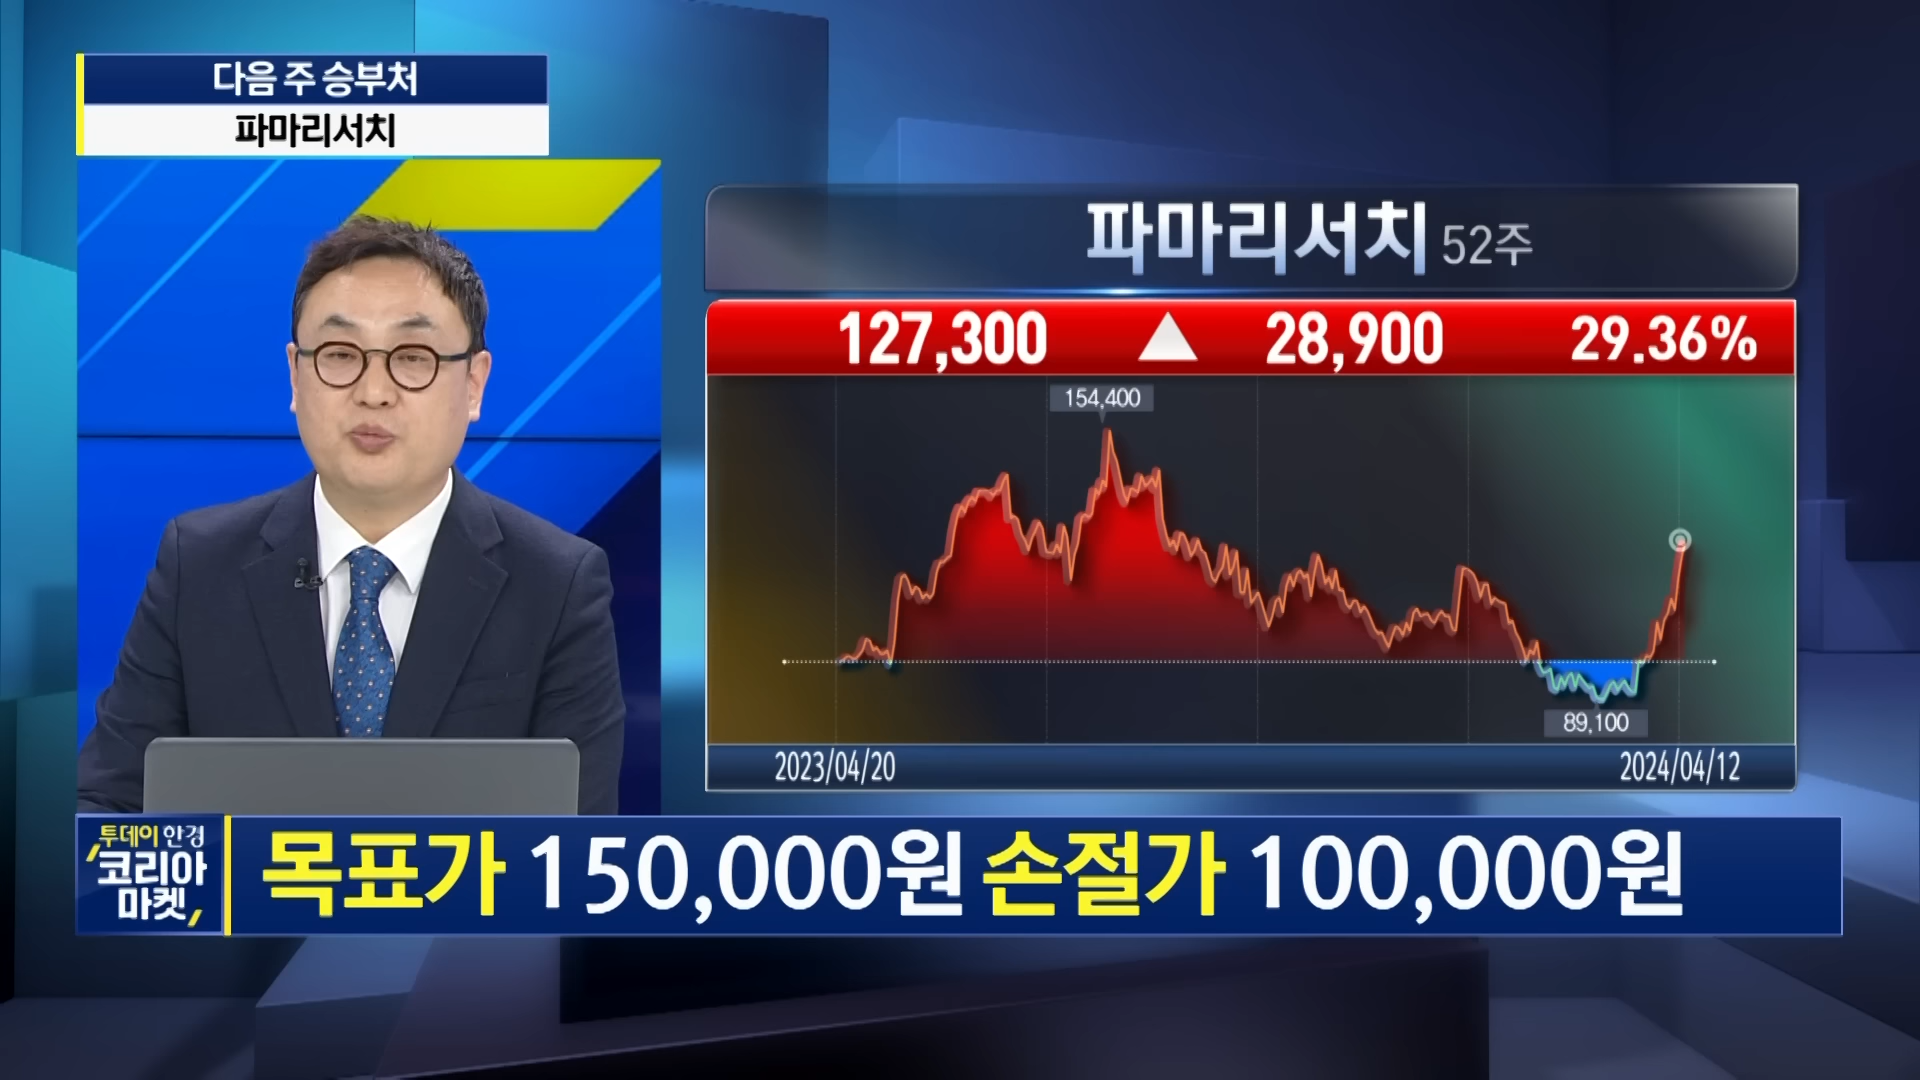 다음 주 승부처
파마리서치
파마리서치 52주
127,300 ▲ 28,900 29.36%
154,400
89,100
2023/04/20 2024/04/12
투데이 한경
코리아
마켓
목표가 150,000원 손절가 100,000원